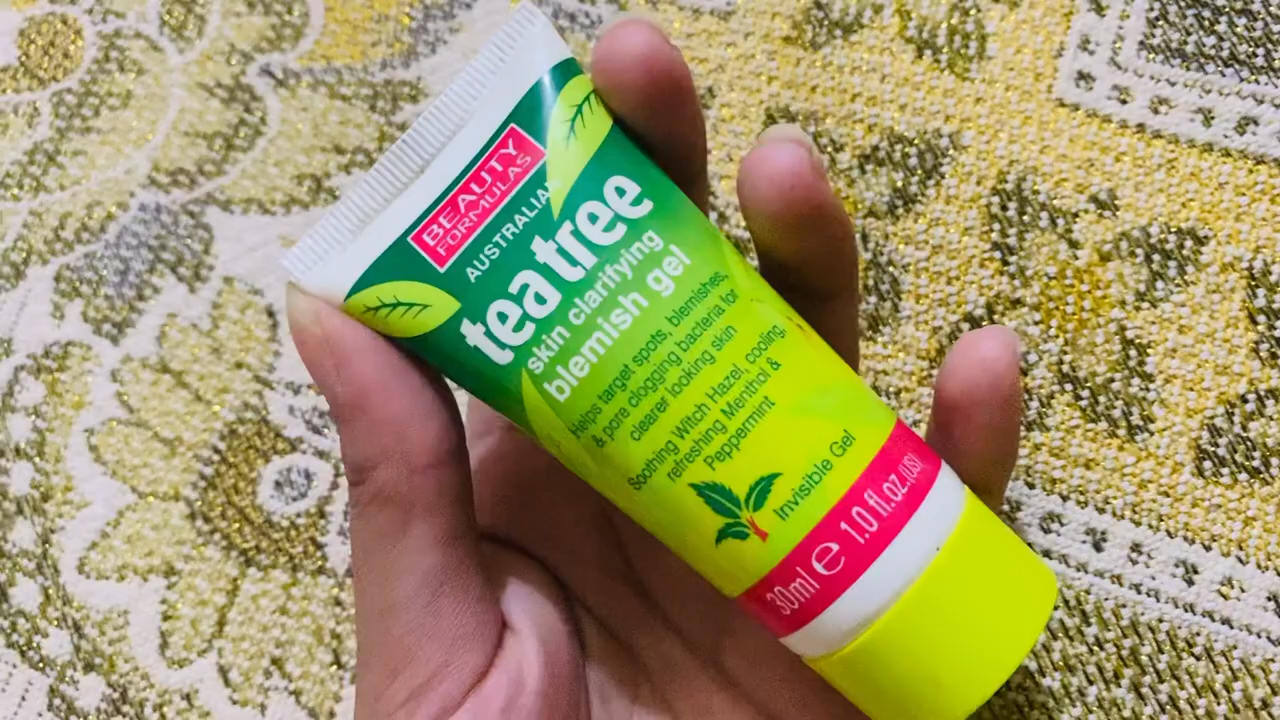 BEAUTY
FORMULAS
AUSTRALIAN
tea tree
skin clarifying
blemish gel
Helps target spots, blemishes,
& pore clogging bacteria for
clearer looking skin
Soothing Witch Hazel, cooling,
refreshing Menthol &
Peppermint
Invisible Gel
30ml e 1.0 fl.oz.(US)